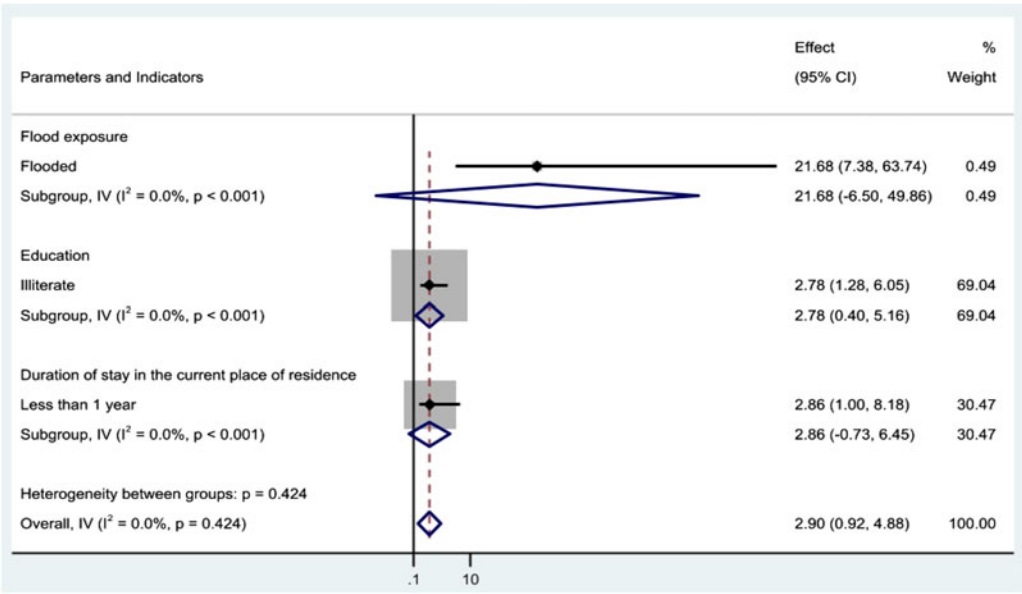 Effect %
Parameters and Indicators (95% CI) Weight
Flood exposure
Flooded 21.68 (7.38, 63.74) 0.49
Subgroup, IV (I² = 0.0%, p < 0.001) 21.68 (-6.50, 49.86) 0.49
Education
Illiterate 2.78 (1.28, 6.05) 69.04
Subgroup, IV (I² = 0.0%, p < 0.001) 2.78 (0.40, 5.16) 69.04
Duration of stay in the current place of residence
Less than 1 year 2.86 (1.00, 8.18) 30.47
Subgroup, IV (I² = 0.0%, p < 0.001) 2.86 (-0.73, 6.45) 30.47
Heterogeneity between groups: p = 0.424
Overall, IV (I² = 0.0%, p = 0.424) 2.90 (0.92, 4.88) 100.00
.1 10